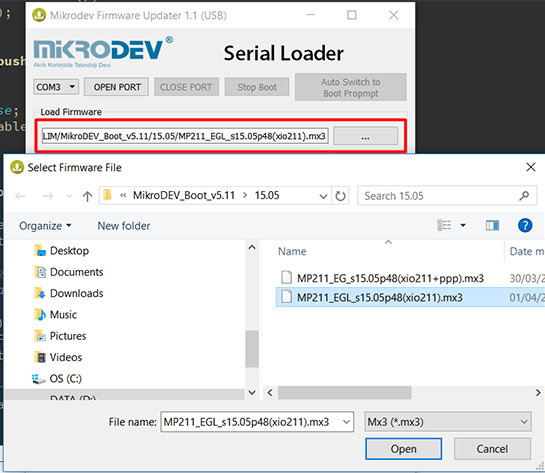 Mikrodev Firmware Updater 1.1 (USB)
MiKRODEV®
Akıllı Kontrolde Teknoloji Devi
Serial Loader
COM3
OPEN PORT
CLOSE PORT
Stop Boot
Auto Switch to
Boot Propmpt
Load Firmware
LIM/MikroDEV_Boot_v5.11/15.05/MP211_EGL_s15.05p48(xio211).mx3
...
Select Firmware File
« MikroDEV_Boot_v5.11 > 15.05
Search 15.05
Organize
New folder
?
Name
Date m
Desktop
Documents
Downloads
Music
Pictures
Videos
OS (C:)
DATA (D:)
MP211_EG_s15.05p48(xio211+ppp).mx3
30/03/2
MP211_EGL_s15.05p48(xio211).mx3
01/04/2
File name:
MP211_EGL_s15.05p48(xio211).mx3
Mx3 (*.mx3)
Open
Cancel
);
push
se;
able